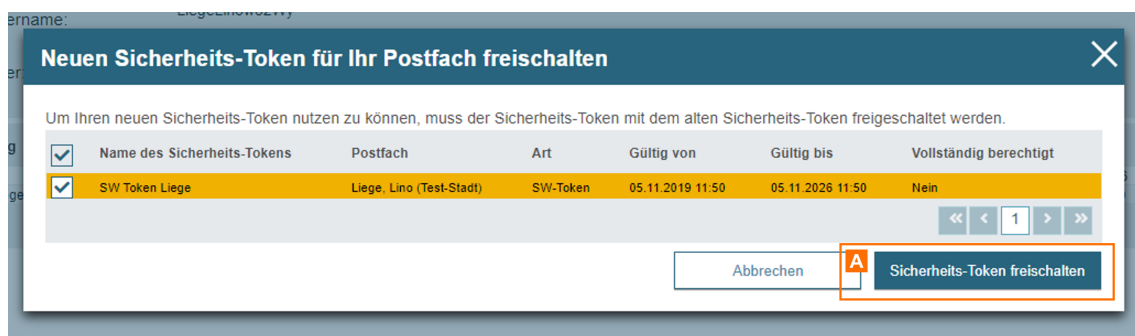 ername:
Neuen Sicherheits-Token für Ihr Postfach freischalten
er:
Um Ihren neuen Sicherheits-Token nutzen zu können, muss der Sicherheits-Token mit dem alten Sicherheits-Token freigeschaltet werden.
g
Name des Sicherheits-Tokens Postfach Art Gültig von Gültig bis Vollständig berechtigt
ge
SW Token Liege Liege, Lino (Test-Stadt) SW-Token 05.11.2019 11:50 05.11.2026 11:50 Nein
« < 1 > »
Abbrechen A Sicherheits-Token freischalten